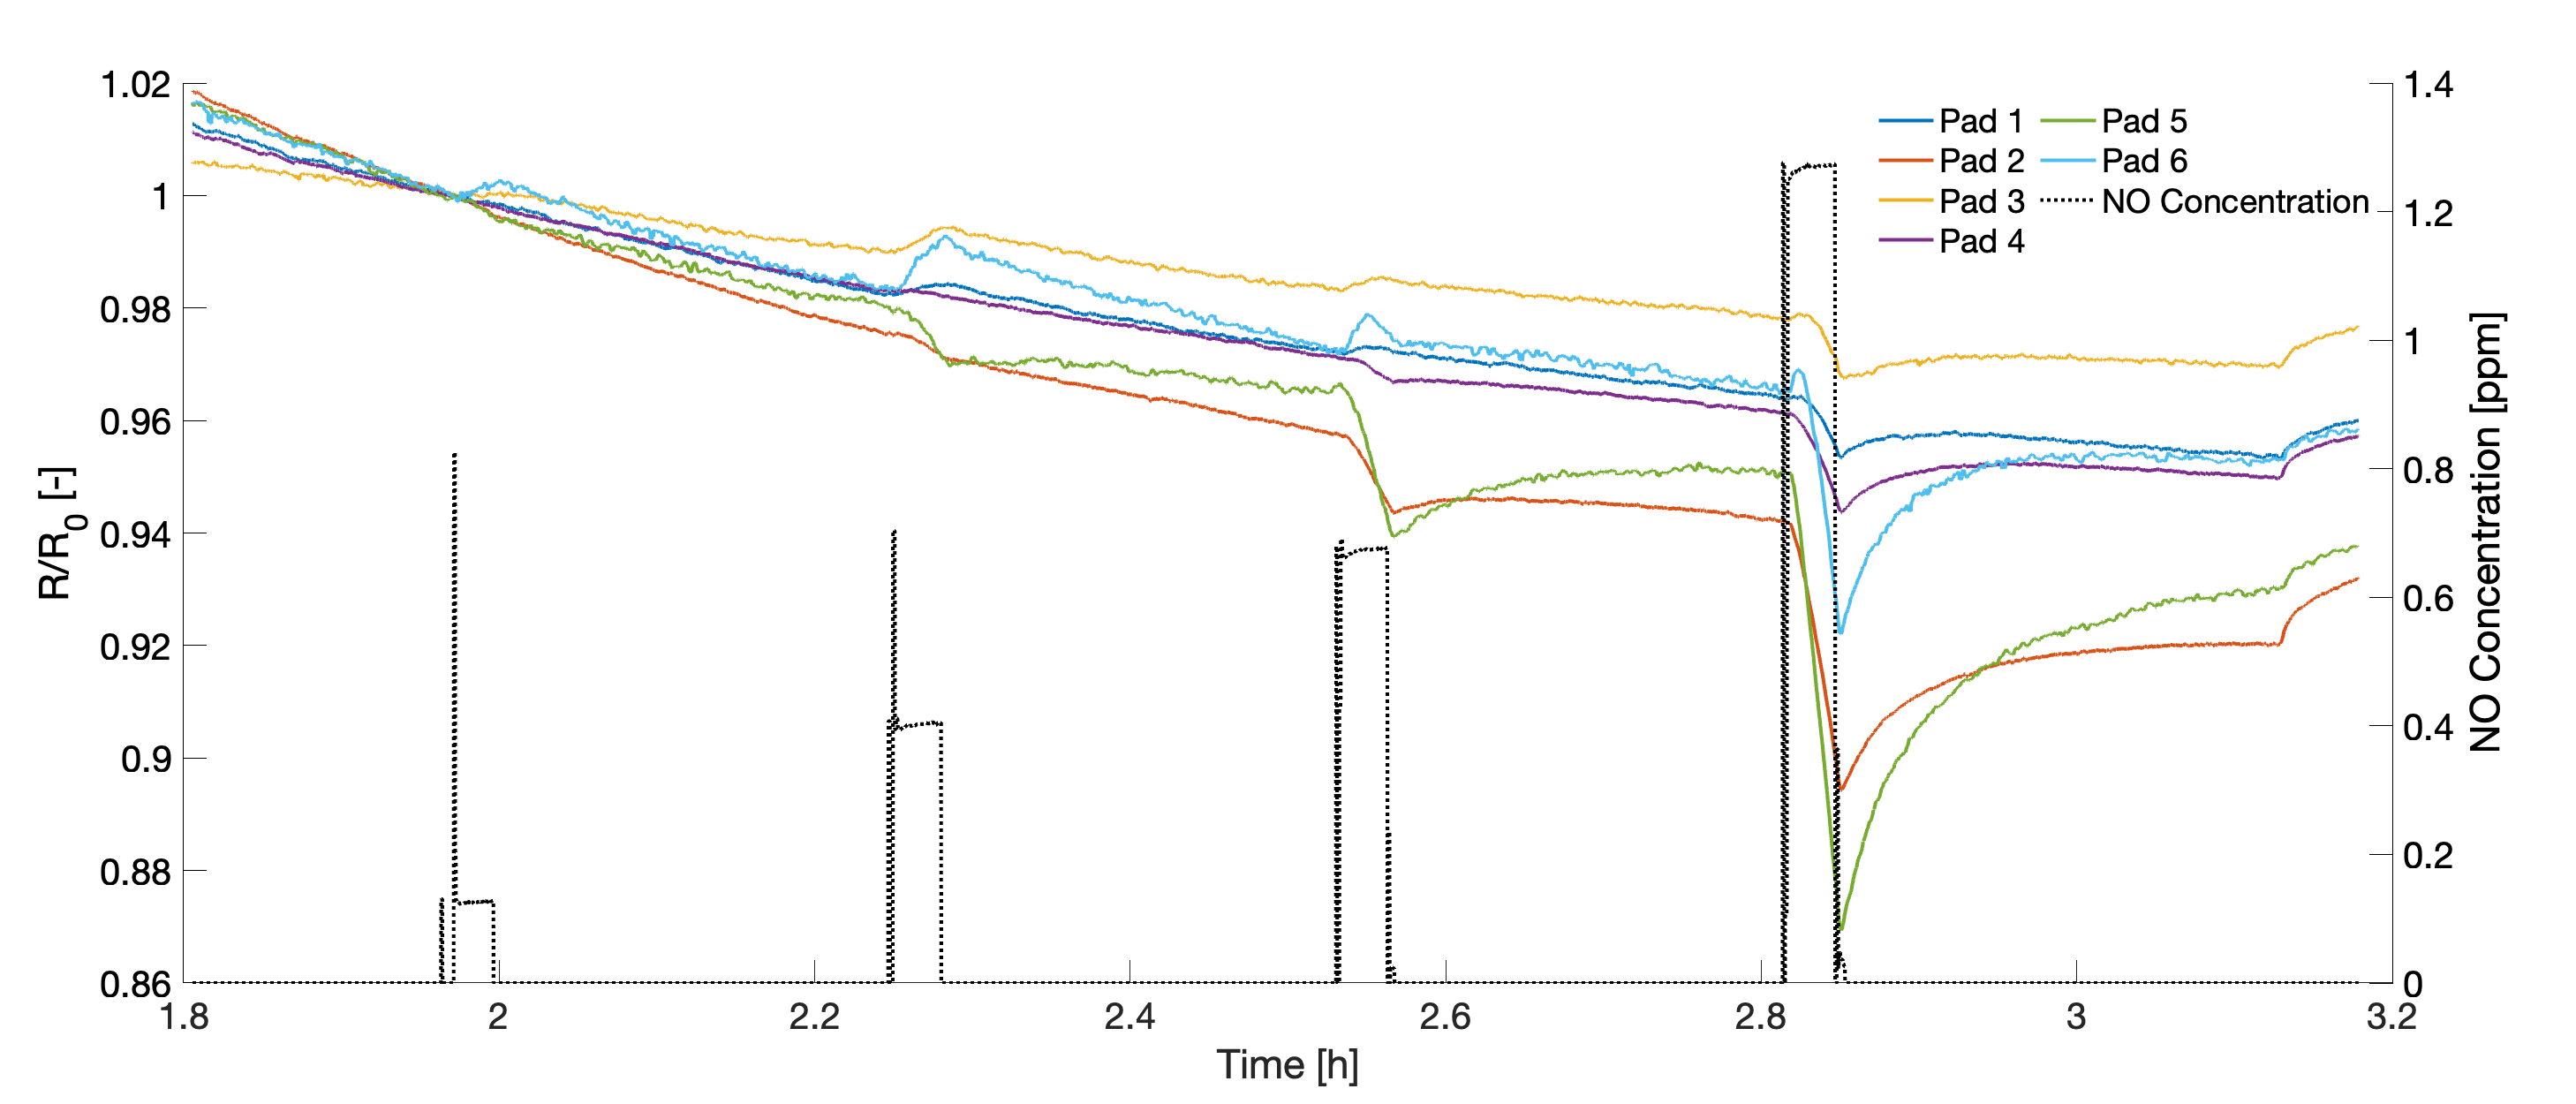 1.02
1
0.98
0.96
0.94
0.92
0.9
0.88
0.86
R/R0 [-]
1.8
2
2.2
2.4
2.6
2.8
3
3.2
Time [h]
1.4
1.2
1
0.8
0.6
0.4
0.2
0
NO Concentration [ppm]
Pad 1
Pad 2
Pad 3
Pad 4
Pad 5
Pad 6
NO Concentration